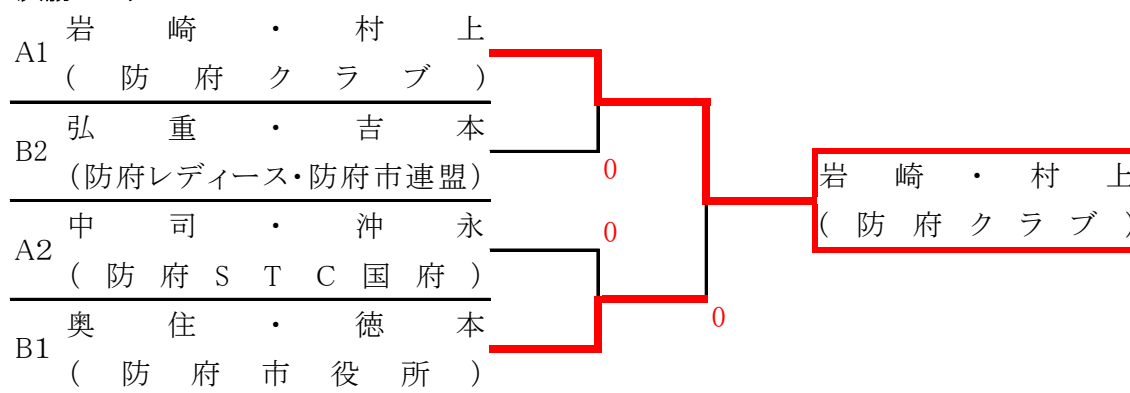 A1 岩崎・村上
(防府クラブ)
B2 弘重・吉本
(防府レディース・防府市連盟)
0
A2 中司・沖永
(防府STC国府)
0
B1 奥住・徳本
(防府市役所)
0
岩崎・村上
(防府クラブ)